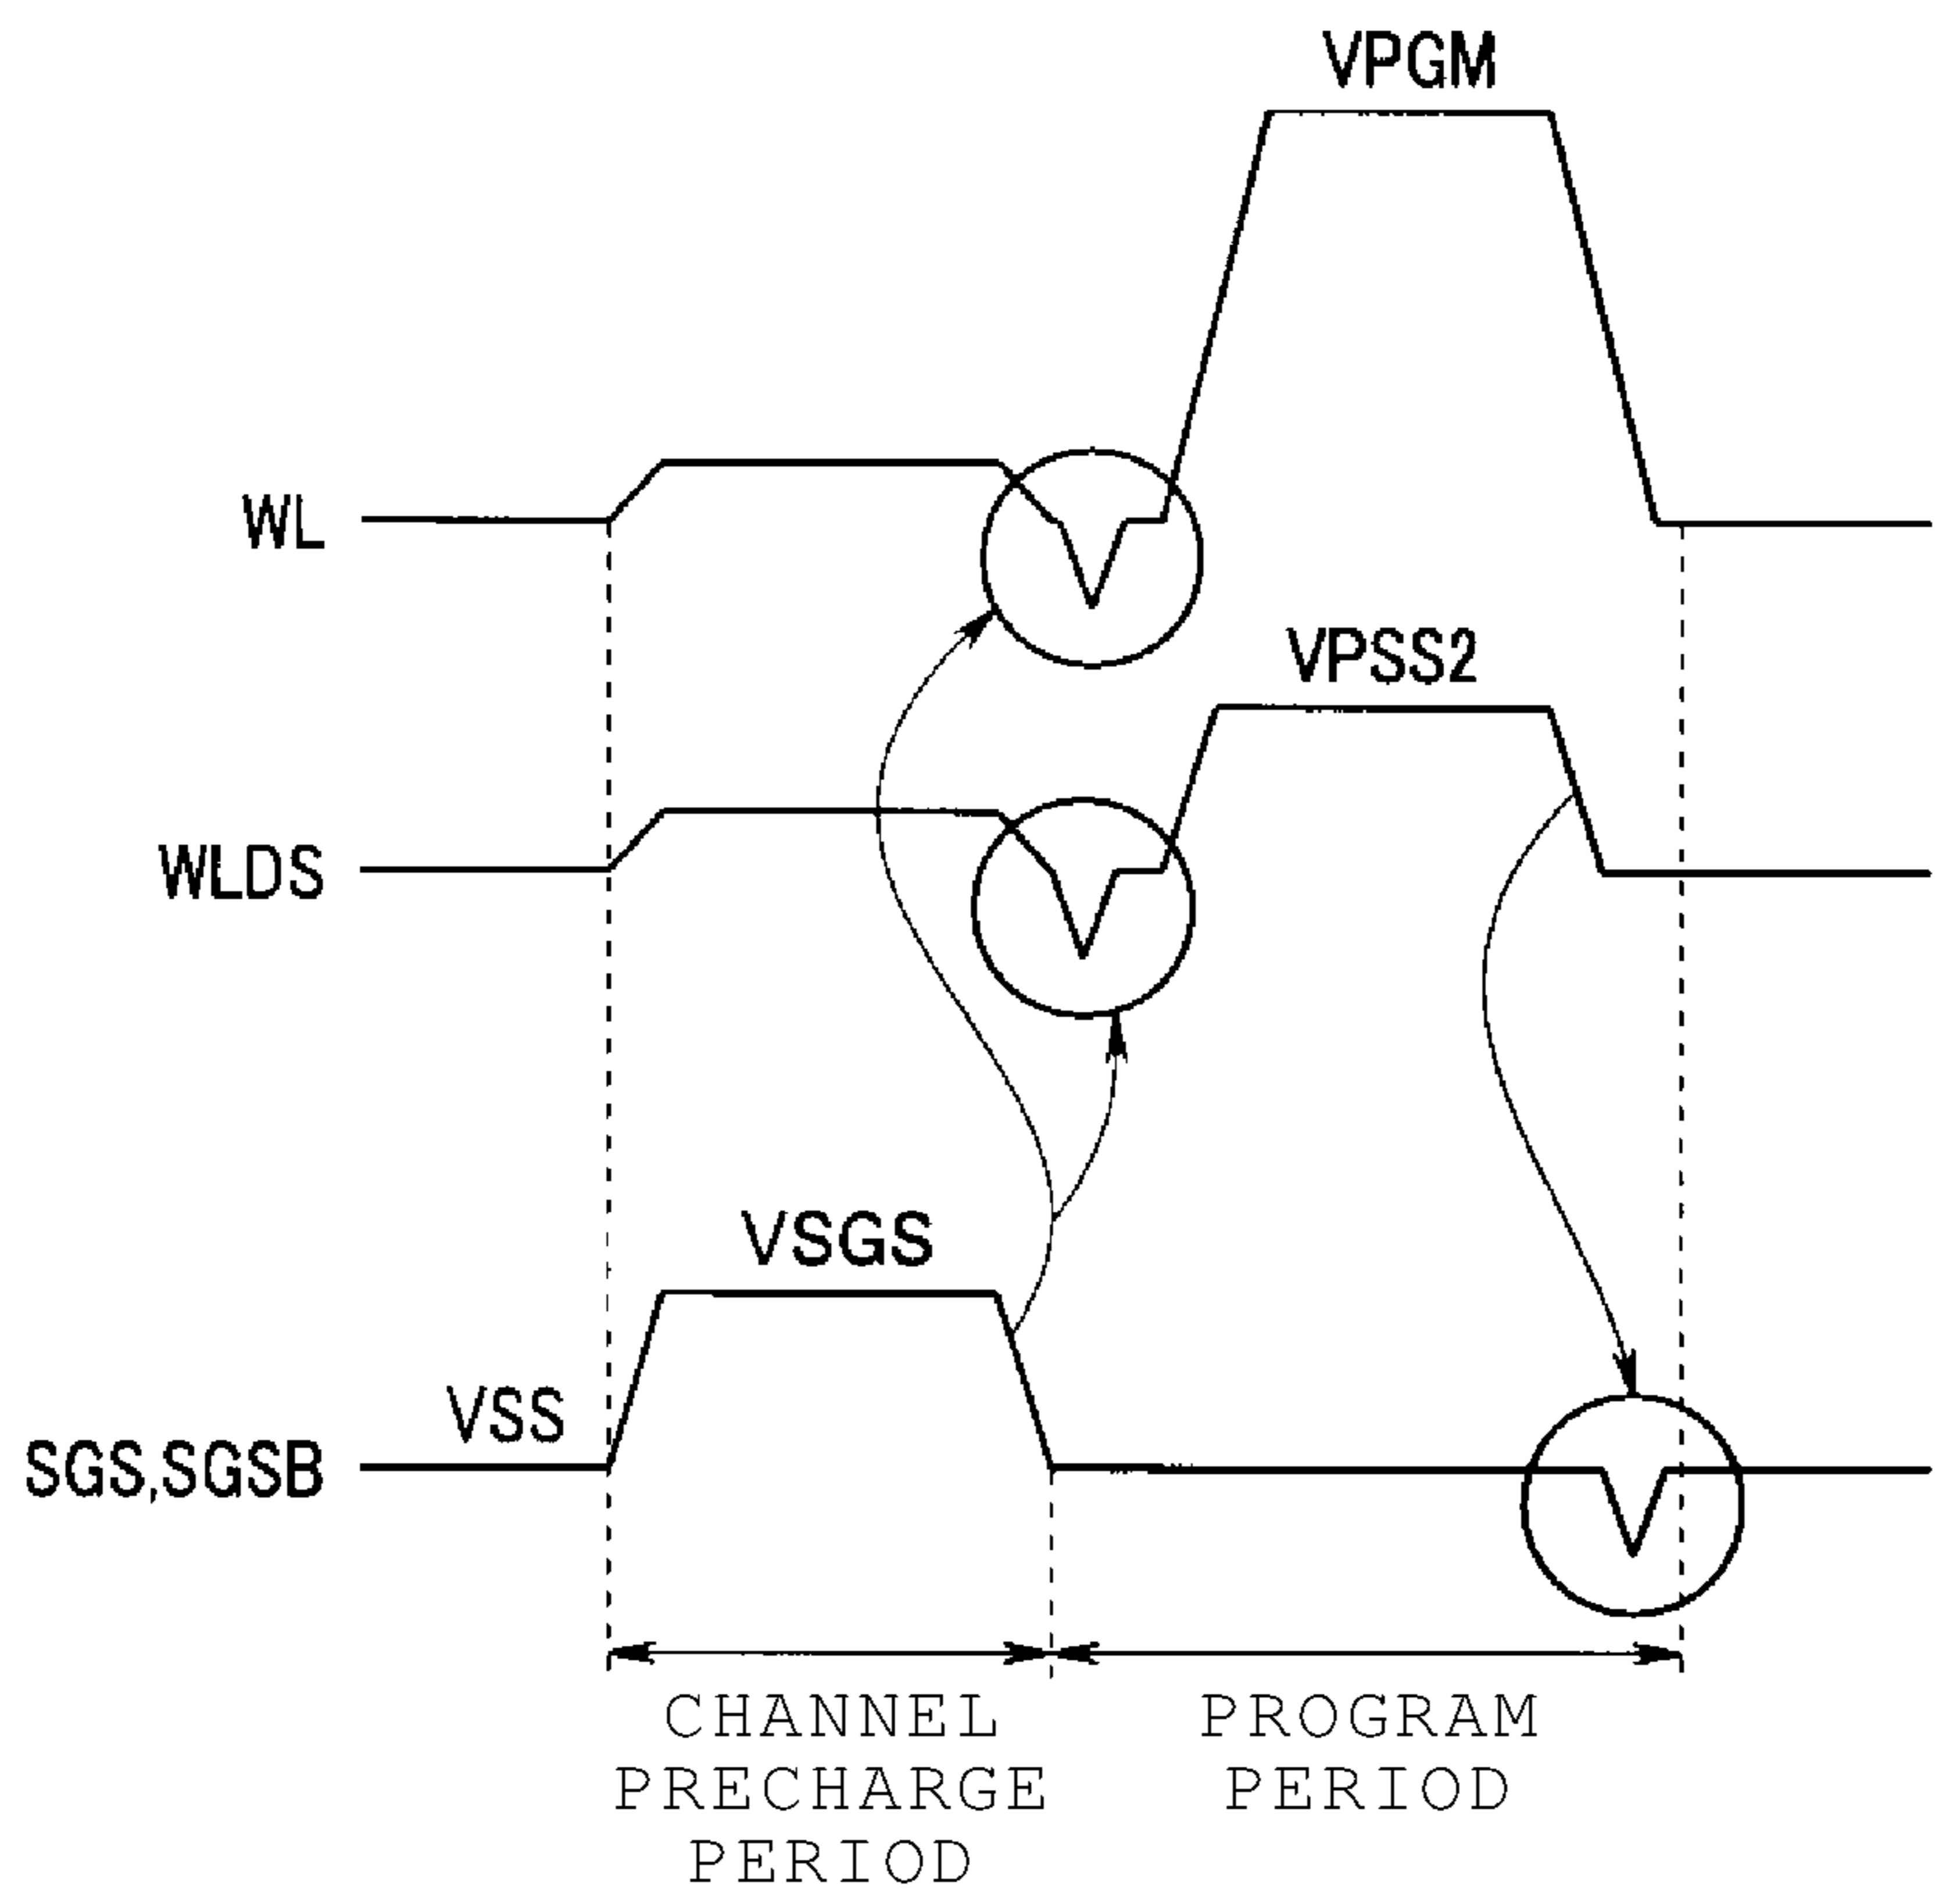 VPGM
WL
VPSS2
WLDS
VSGS
VSS
SGS,SGSB
CHANNEL
PRECHARGE
PERIOD
PROGRAM
PERIOD